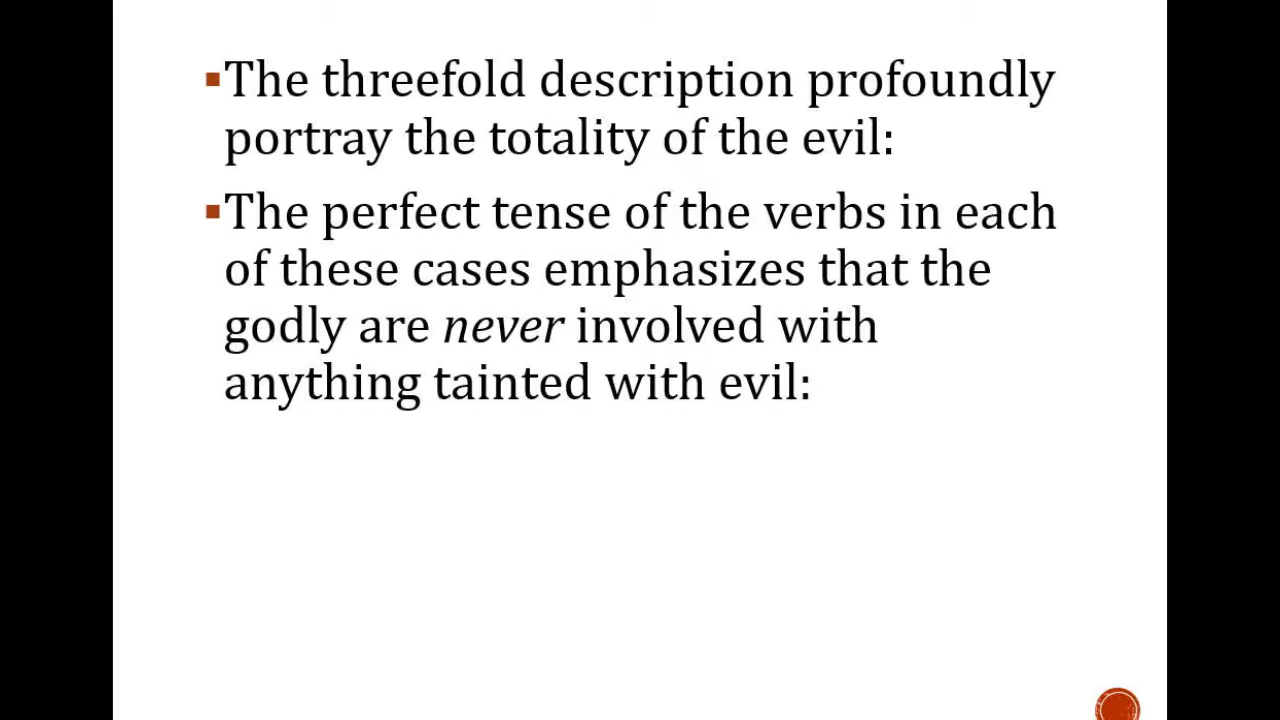 ▪The threefold description profoundly
portray the totality of the evil:
▪The perfect tense of the verbs in each
of these cases emphasizes that the
godly are never involved with
anything tainted with evil: